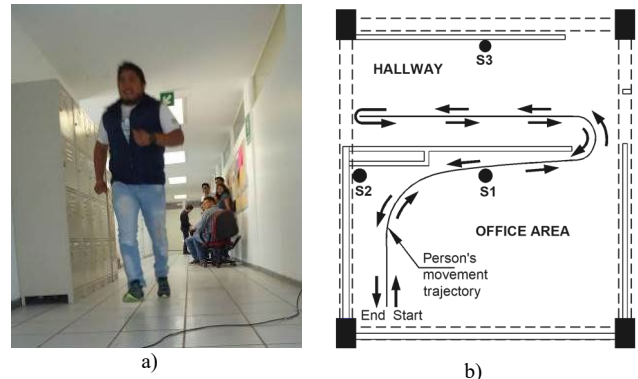 HALLWAY
S3
S2
S1
OFFICE AREA
Person's
movement
trajectory
End Start
a)
b)